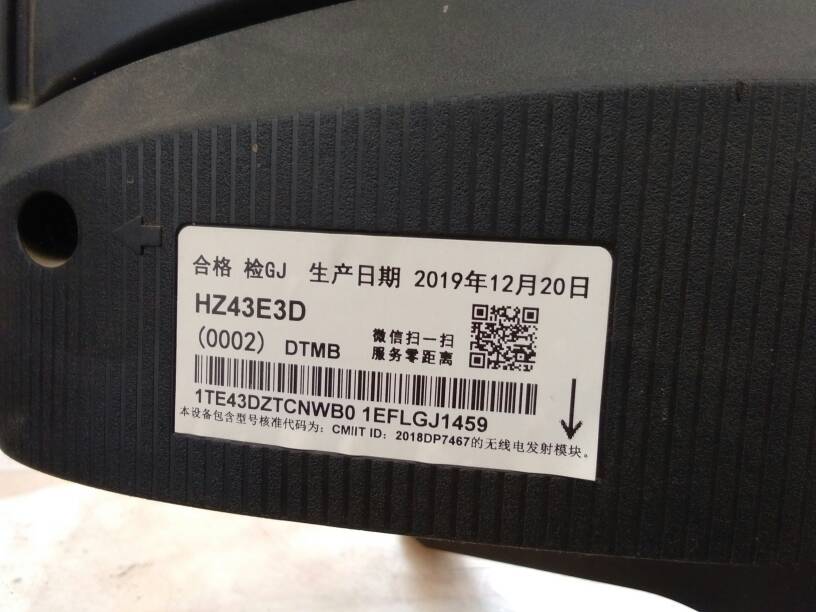 合格 检GJ 生产日期 2019年12月20日
HZ43E3D
(0002) DTMB
微信扫一扫
服务零距离
1TE43DZTCNWB0 1EFLGJ1459
本设备包含型号核准代码为：CMIIT ID：2018DP7467的无线电发射模块。